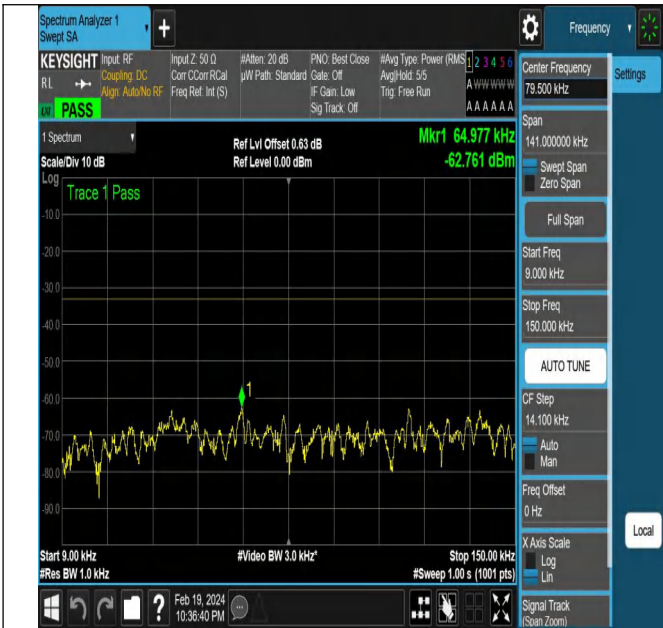 Spectrum Analyzer 1
Swept SA
Frequency
KEYSIGHT
RL
PASS
Input: RF
Coupling: DC
Align: Auto/No RF
Input Z: 50 Ω
Corr CCorr RCal
Freq Ref: Int (S)
#Atten: 20 dB
µW Path: Standard
PNO: Best Close
Gate: Off
IF Gain: Low
Sig Track: Off
#Avg Type: Power (RMS
Avg|Hold: 5/5
Trig: Free Run
1 2 3 4 5 6
A W W W W W
A A A A A A
1 Spectrum
Scale/Div 10 dB
Log
Ref Lvl Offset 0.63 dB
Ref Level 0.00 dBm
Mkr1 64.977 kHz
-62.761 dBm
Trace 1 Pass
-10.0
-20.0
-30.0
-40.0
-50.0
-60.0
-70.0
-80.0
-90.0
1
Start 9.00 kHz
#Res BW 1.0 kHz
#Video BW 3.0 kHz*
Stop 150.00 kHz
#Sweep 1.00 s (1001 pts)
?
Feb 19, 2024
10:36:40 PM
Center Frequency
79.500 kHz
Span
141.000000 kHz
Swept Span
Zero Span
Full Span
Start Freq
9.000 kHz
Stop Freq
150.000 kHz
AUTO TUNE
CF Step
14.100 kHz
Auto
Man
Freq Offset
0 Hz
X Axis Scale
Log
Lin
Signal Track
(Span Zoom)
Settings
Local